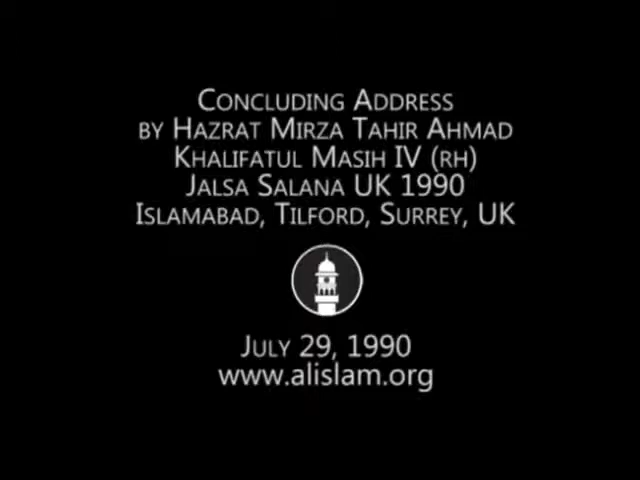 Concluding Address
by Hazrat Mirza Tahir Ahmad
Khalifatul Masih IV (rh)
Jalsa Salana UK 1990
Islamabad, Tilford, Surrey, UK
July 29, 1990
www.alislam.org